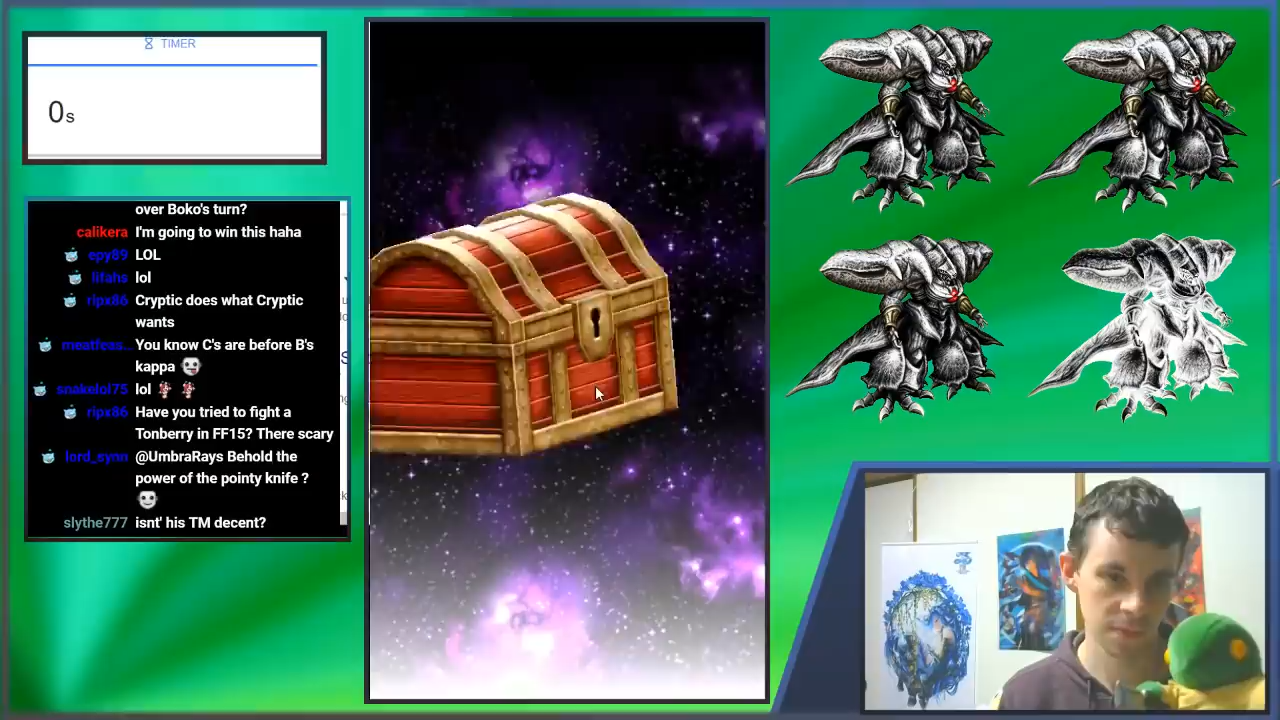 TIMER
0s
over Boko's turn?
calikera I'm going to win this haha
epy89 LOL
lifahs lol
ripx86 Cryptic does what Cryptic
wants
meatfeas... You know C's are before B's
kappa
snakelol75 lol
ripx86 Have you tried to fight a
Tonberry in FF15? There scary
lord_synn @UmbraRays Behold the
power of the pointy knife ?
slythe777 isnt' his TM decent?